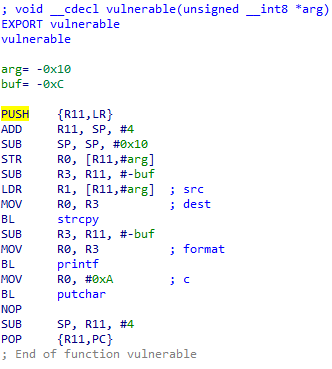 ; void __cdecl vulnerable(unsigned __int8 *arg)
EXPORT vulnerable
vulnerable
arg= -0x10
buf= -0xC
PUSH {R11,LR}
ADD R11, SP, #4
SUB SP, SP, #0x10
STR R0, [R11,#arg]
SUB R3, R11, #-buf
LDR R1, [R11,#arg] ; src
MOV R0, R3 ; dest
BL strcpy
SUB R3, R11, #-buf
MOV R0, R3 ; format
BL printf
MOV R0, #0xA ; c
BL putchar
NOP
SUB SP, R11, #4
POP {R11,PC}
; End of function vulnerable